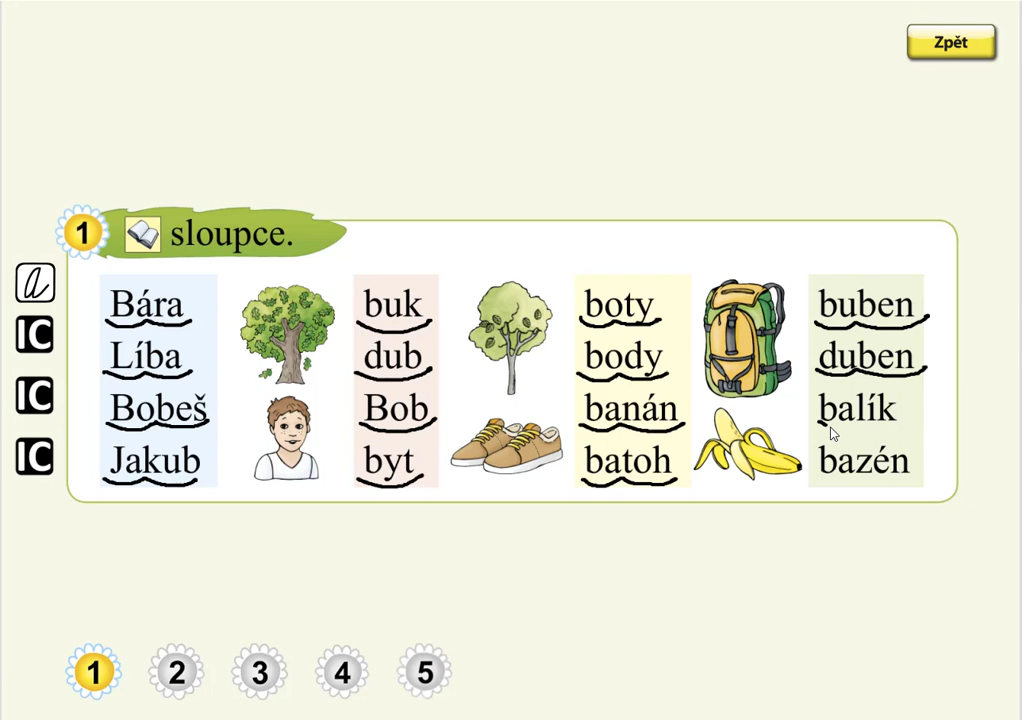 Zpět
1 sloupce.
a
IC
IC
IC
Bára
Líba
Bobeš
Jakub
buk
dub
Bob
byt
boty
body
banán
batoh
buben
duben
balík
bazén
1 2 3 4 5